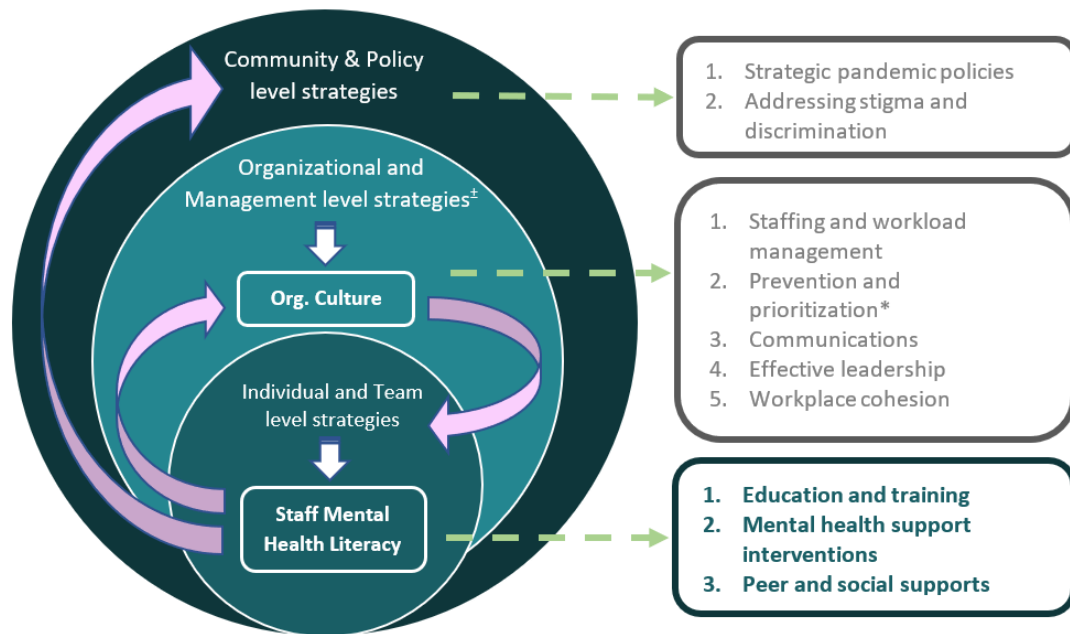 Community & Policy
level strategies
Organizational and
Management level strategies±
Org. Culture
Individual and Team
level strategies
Staff Mental
Health Literacy
1. Strategic pandemic policies
2. Addressing stigma and
discrimination
1. Staffing and workload
management
2. Prevention and
prioritization*
3. Communications
4. Effective leadership
5. Workplace cohesion
1. Education and training
2. Mental health support
interventions
3. Peer and social supports